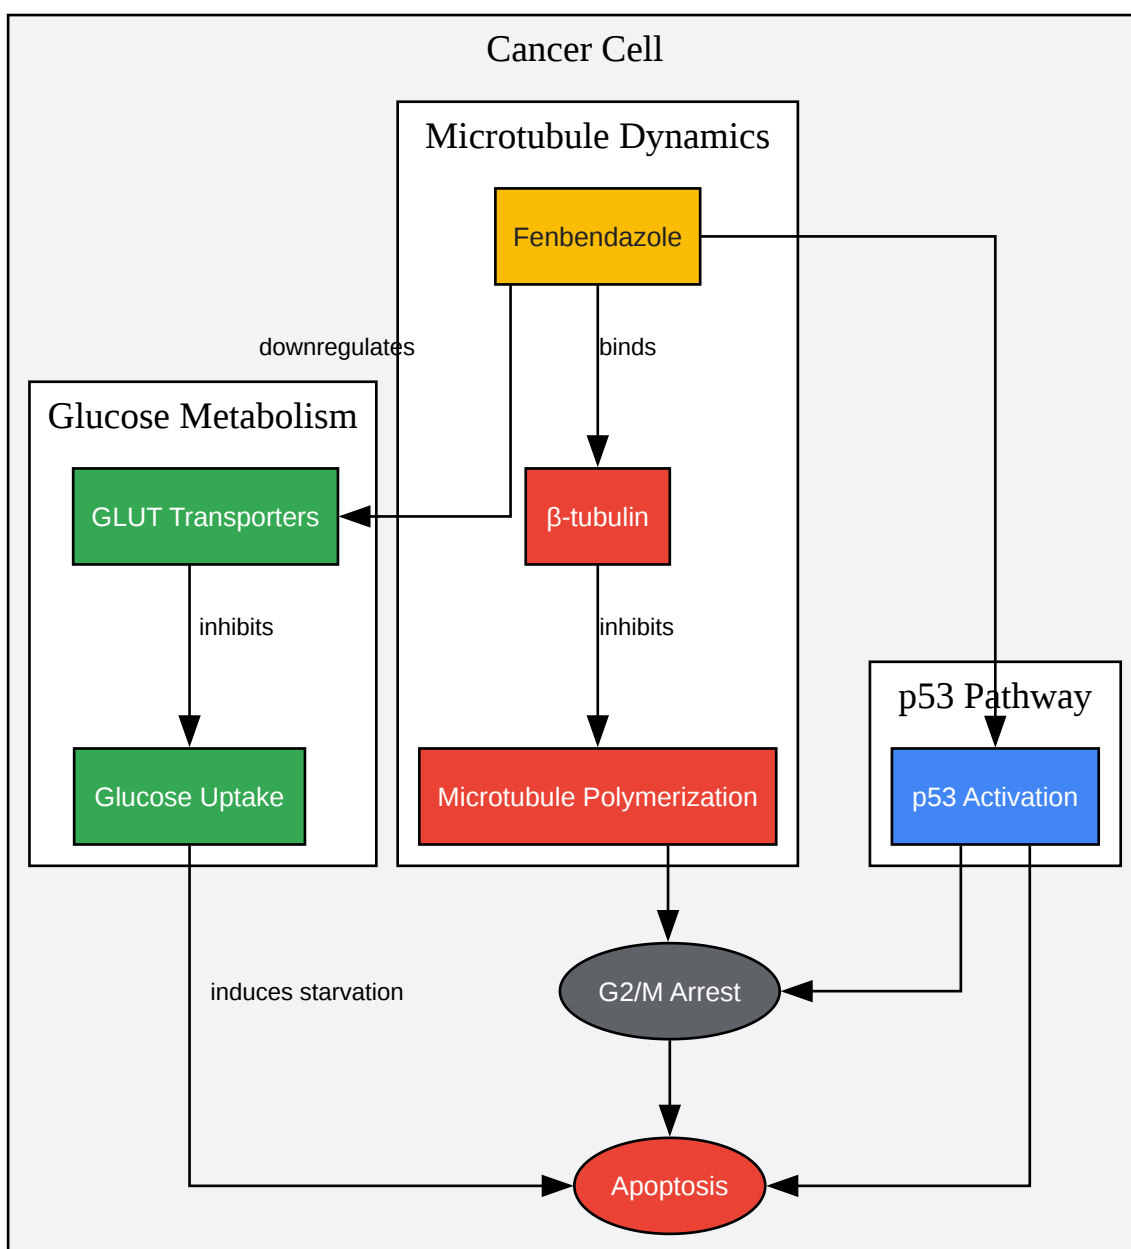 Cancer Cell
Microtubule Dynamics
Fenbendazole
downregulates
binds
Glucose Metabolism
GLUT Transporters
β-tubulin
inhibits
inhibits
p53 Pathway
Glucose Uptake
Microtubule Polymerization
p53 Activation
induces starvation
G2/M Arrest
Apoptosis